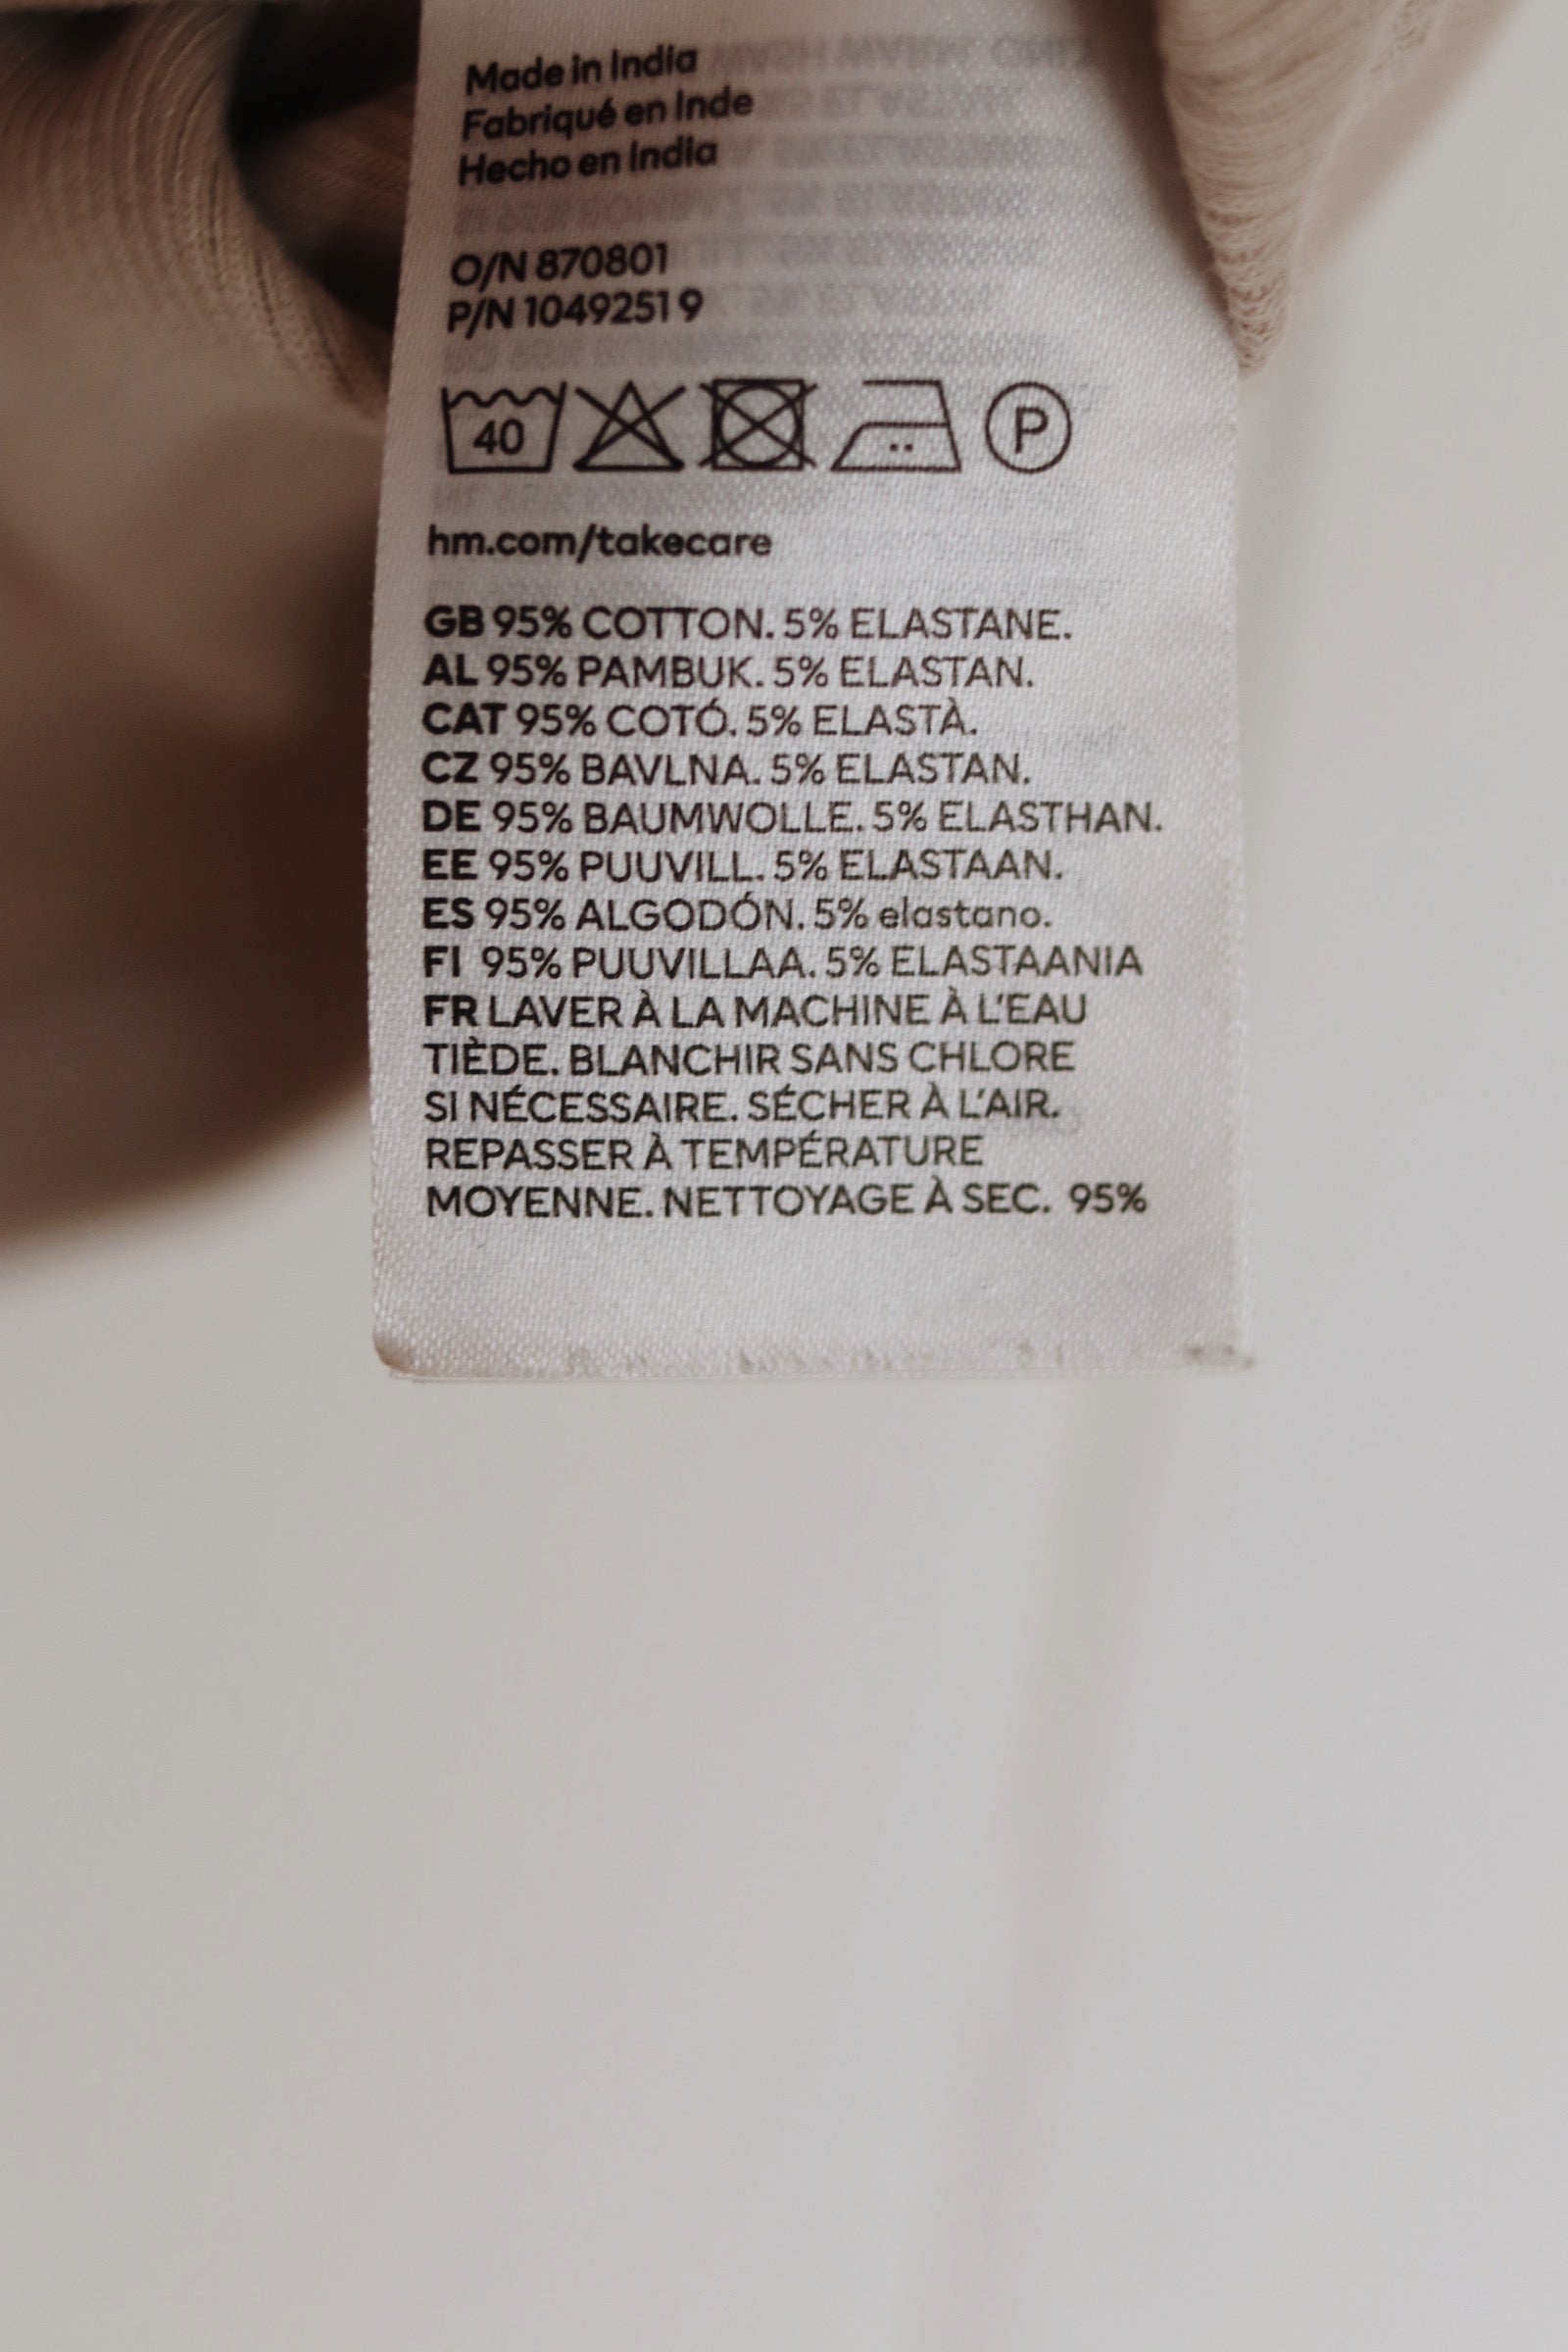 Made in India
Fabriqué en Inde
Hecho en India
O/N 870801
P/N 1049251 9
40 P
hm.com/takecare
GB 95% COTTON. 5% ELASTANE.
AL 95% PAMBUK. 5% ELASTAN.
CAT 95% COTÓ. 5% ELASTÀ.
CZ 95% BAVLNA. 5% ELASTAN.
DE 95% BAUMWOLLE. 5% ELASTHAN.
EE 95% PUUVILL. 5% ELASTAAN.
ES 95% ALGODÓN. 5% elastano.
FI 95% PUUVILLAA. 5% ELASTAANIA
FR LAVER À LA MACHINE À L'EAU
TIÈDE. BLANCHIR SANS CHLORE
SI NÉCESSAIRE. SÉCHER À L'AIR.
REPASSER À TEMPÉRATURE
MOYENNE. NETTOYAGE À SEC. 95%